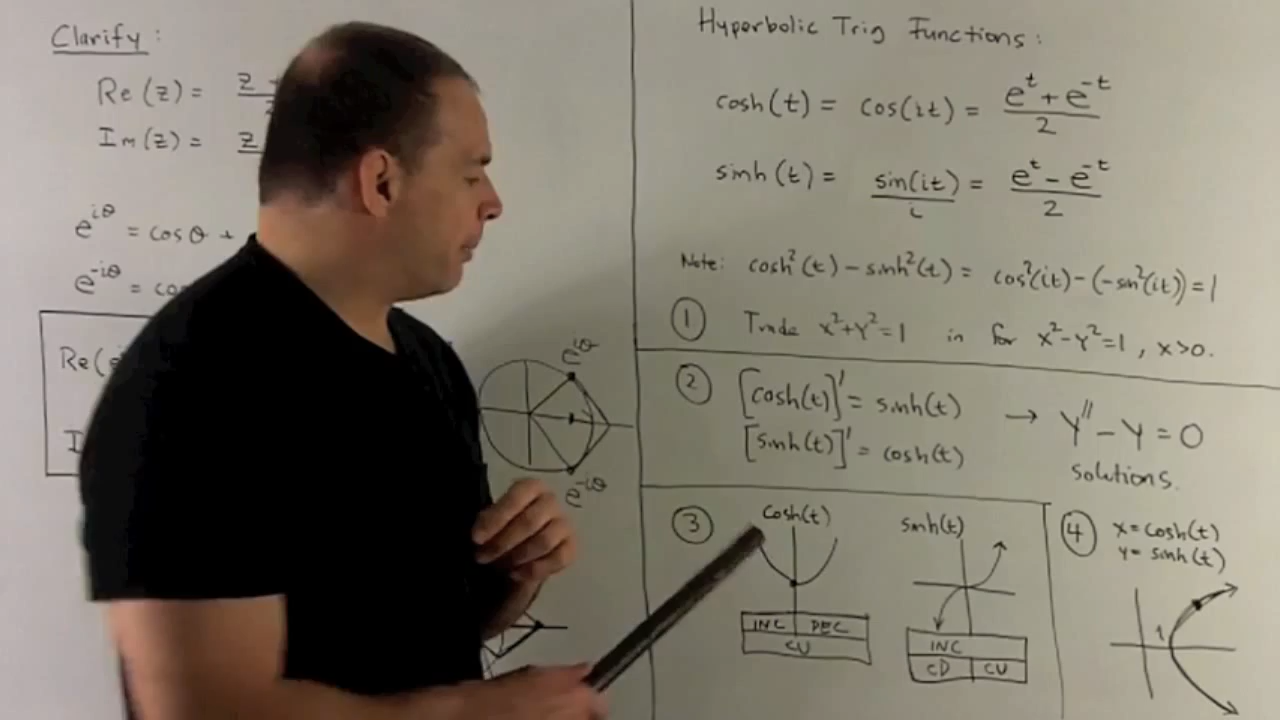 Clarify:
Re(z) = z +
Im(z) = z
e^{iθ} = cos θ +
e^{-iθ} = cos
Re(e
I
e^{iθ}
e^{-iθ}
Hyperbolic Trig Functions:
cosh(t) = cos(it) = (e^t + e^{-t})/2
sinh(t) = sin(it)/i = (e^t - e^{-t})/2
Note: cosh²(t) - sinh²(t) = cos²(it) - (-sin²(it)) = 1
① Trade x²+y²=1 in for x²-y²=1, x>0.
② [cosh(t)]' = sinh(t)
[sinh(t)]' = cosh(t)
→ y'' - y = 0
solutions.
③ cosh(t)
INC DEC
CU
sinh(t)
INC
CD CU
④ x = cosh(t)
y = sinh(t)
1